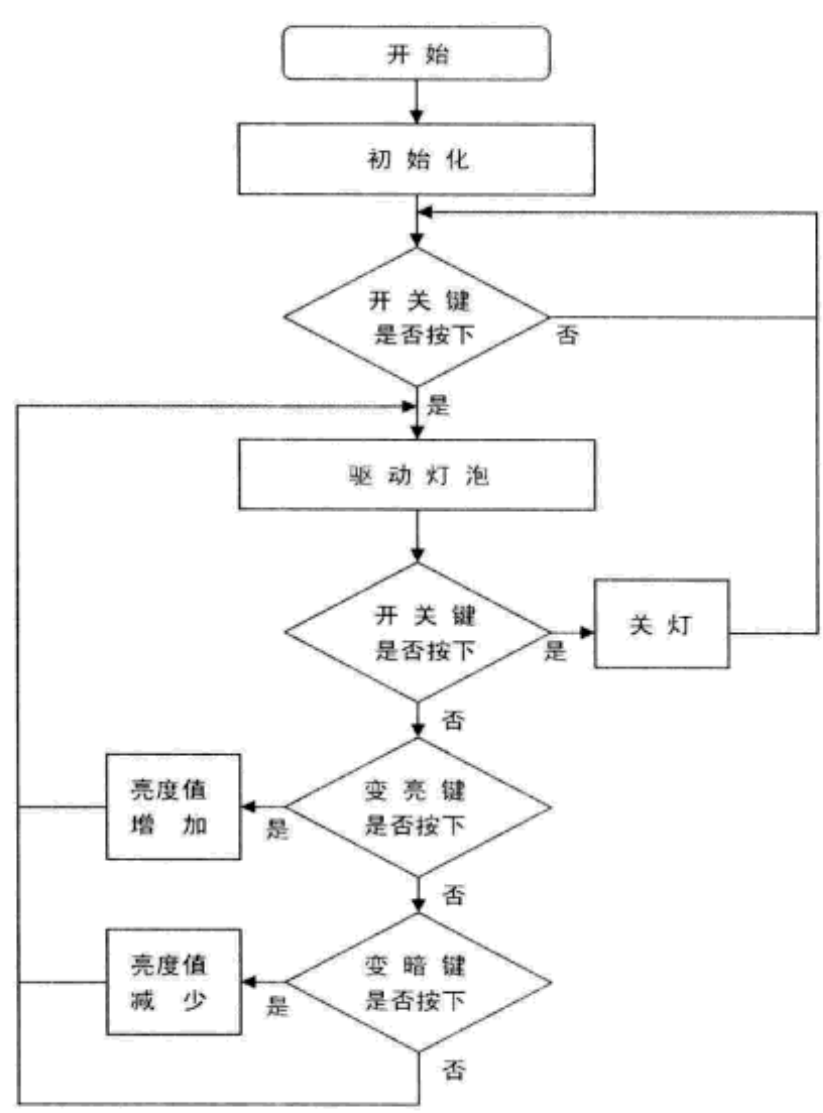 开始
初始化
开关键
是否按下
否
是
驱动灯泡
开关键
是否按下
是
关灯
否
变亮键
是否按下
是
亮度值
增加
否
变暗键
是否按下
是
亮度值
减少
否